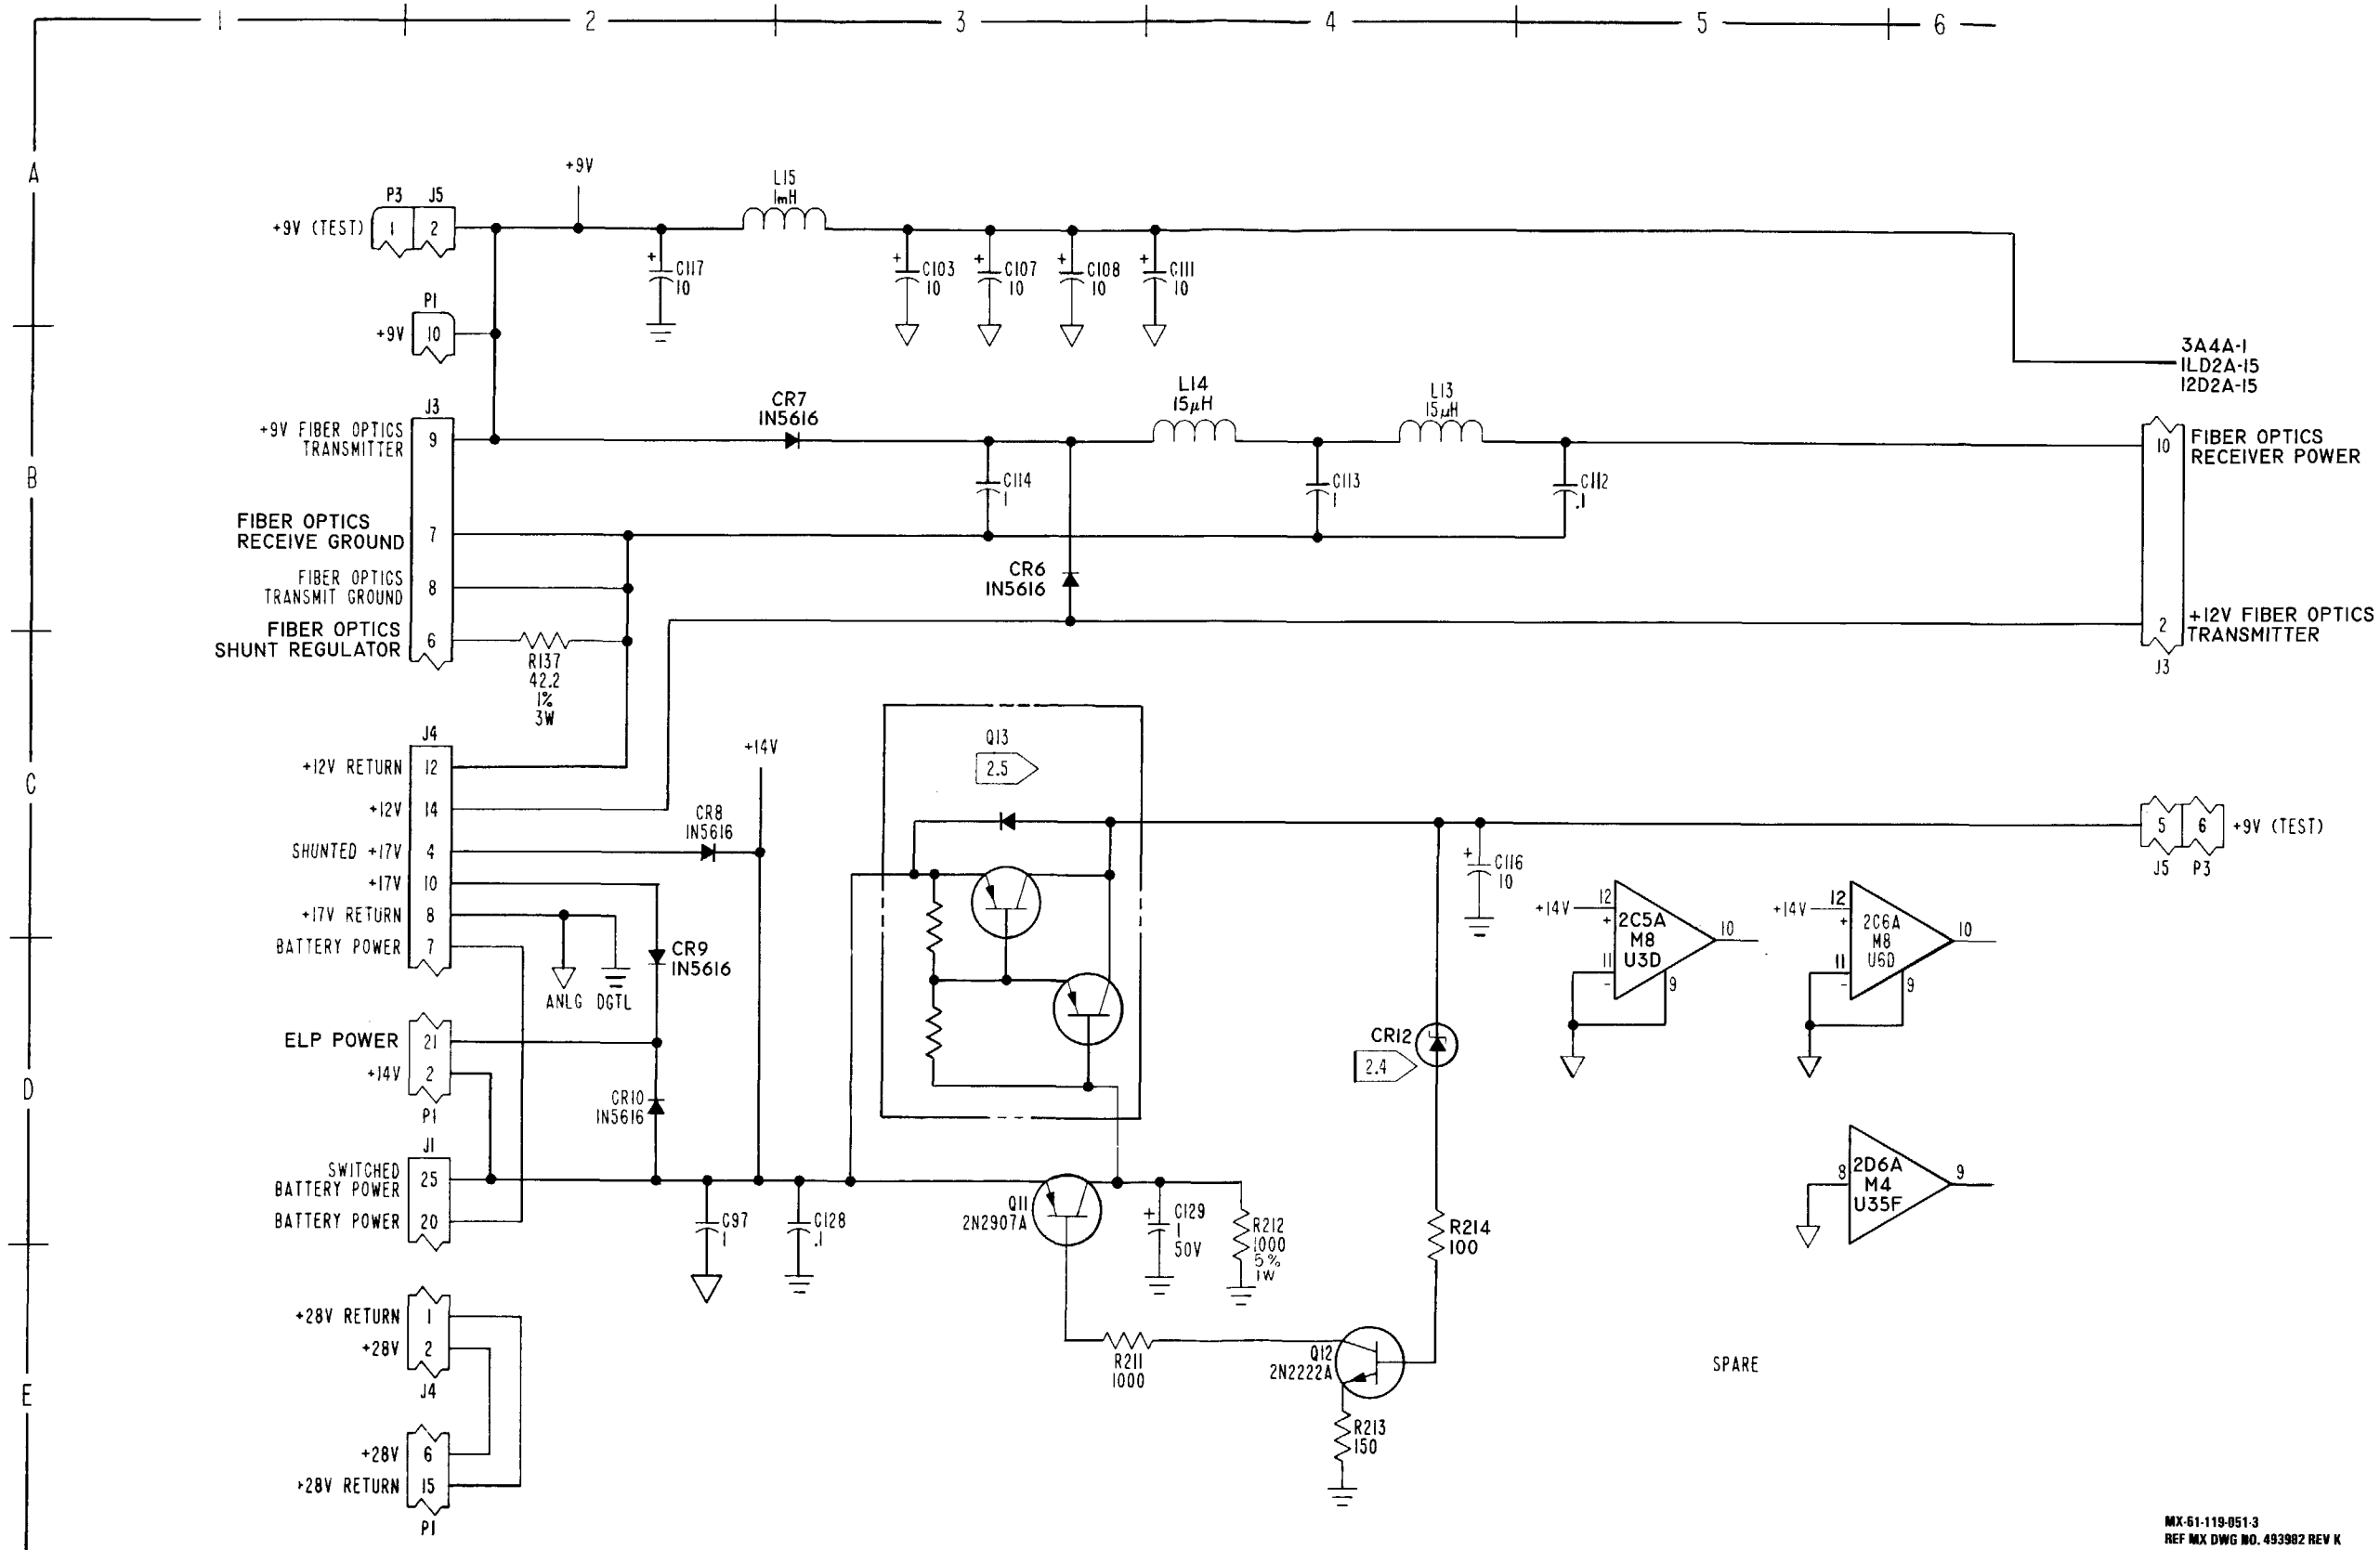 1 2 3 4 5 6
A
+9V
L15
1mH
P3 J5
+9V (TEST) 1 2
C117
10
C103
10
C107
10
C108
10
C111
10
P1
+9V 10
3A4A-1
1LD2A-15
12D2A-15
B
J3
+9V FIBER OPTICS
TRANSMITTER
9
CR7
1N5616
L14
15μH
L13
15μH
10
FIBER OPTICS
RECEIVER POWER
C114
1
C113
1
C112
.1
FIBER OPTICS
RECEIVE GROUND
7
FIBER OPTICS
TRANSMIT GROUND
8
CR6
1N5616
FIBER OPTICS
SHUNT REGULATOR
6
R137
42.2
1%
3W
2
+12V FIBER OPTICS
TRANSMITTER
J3
C
J4
+12V RETURN 12
+12V 14
SHUNTED +17V 4
+17V 10
+17V RETURN 8
BATTERY POWER 7
+14V
CR8
1N5616
Q13
2.5
C116
10
5 6 +9V (TEST)
J5 P3
ANLG DGTL
CR9
1N5616
+14V
12
+
2C5A
M8
U3D
10
11
-
9
+14V
12
+
2C6A
M8
U6D
10
11
-
9
D
ELP POWER 21
+14V 2
P1
CR10
1N5616
CR12
2.4
J1
SWITCHED
BATTERY POWER
25
BATTERY POWER 20
C97
1
C128
.1
Q11
2N2907A
C129
1
50V
R212
1000
5%
1W
R214
100
8
2D6A
M4
U35F
9
E
+28V RETURN 1
+28V 2
J4
R211
1000
Q12
2N2222A
R213
150
SPARE
+28V 6
+28V RETURN 15
P1
MX-61-119-051-3
REF MX DWG NO. 493982 REV K